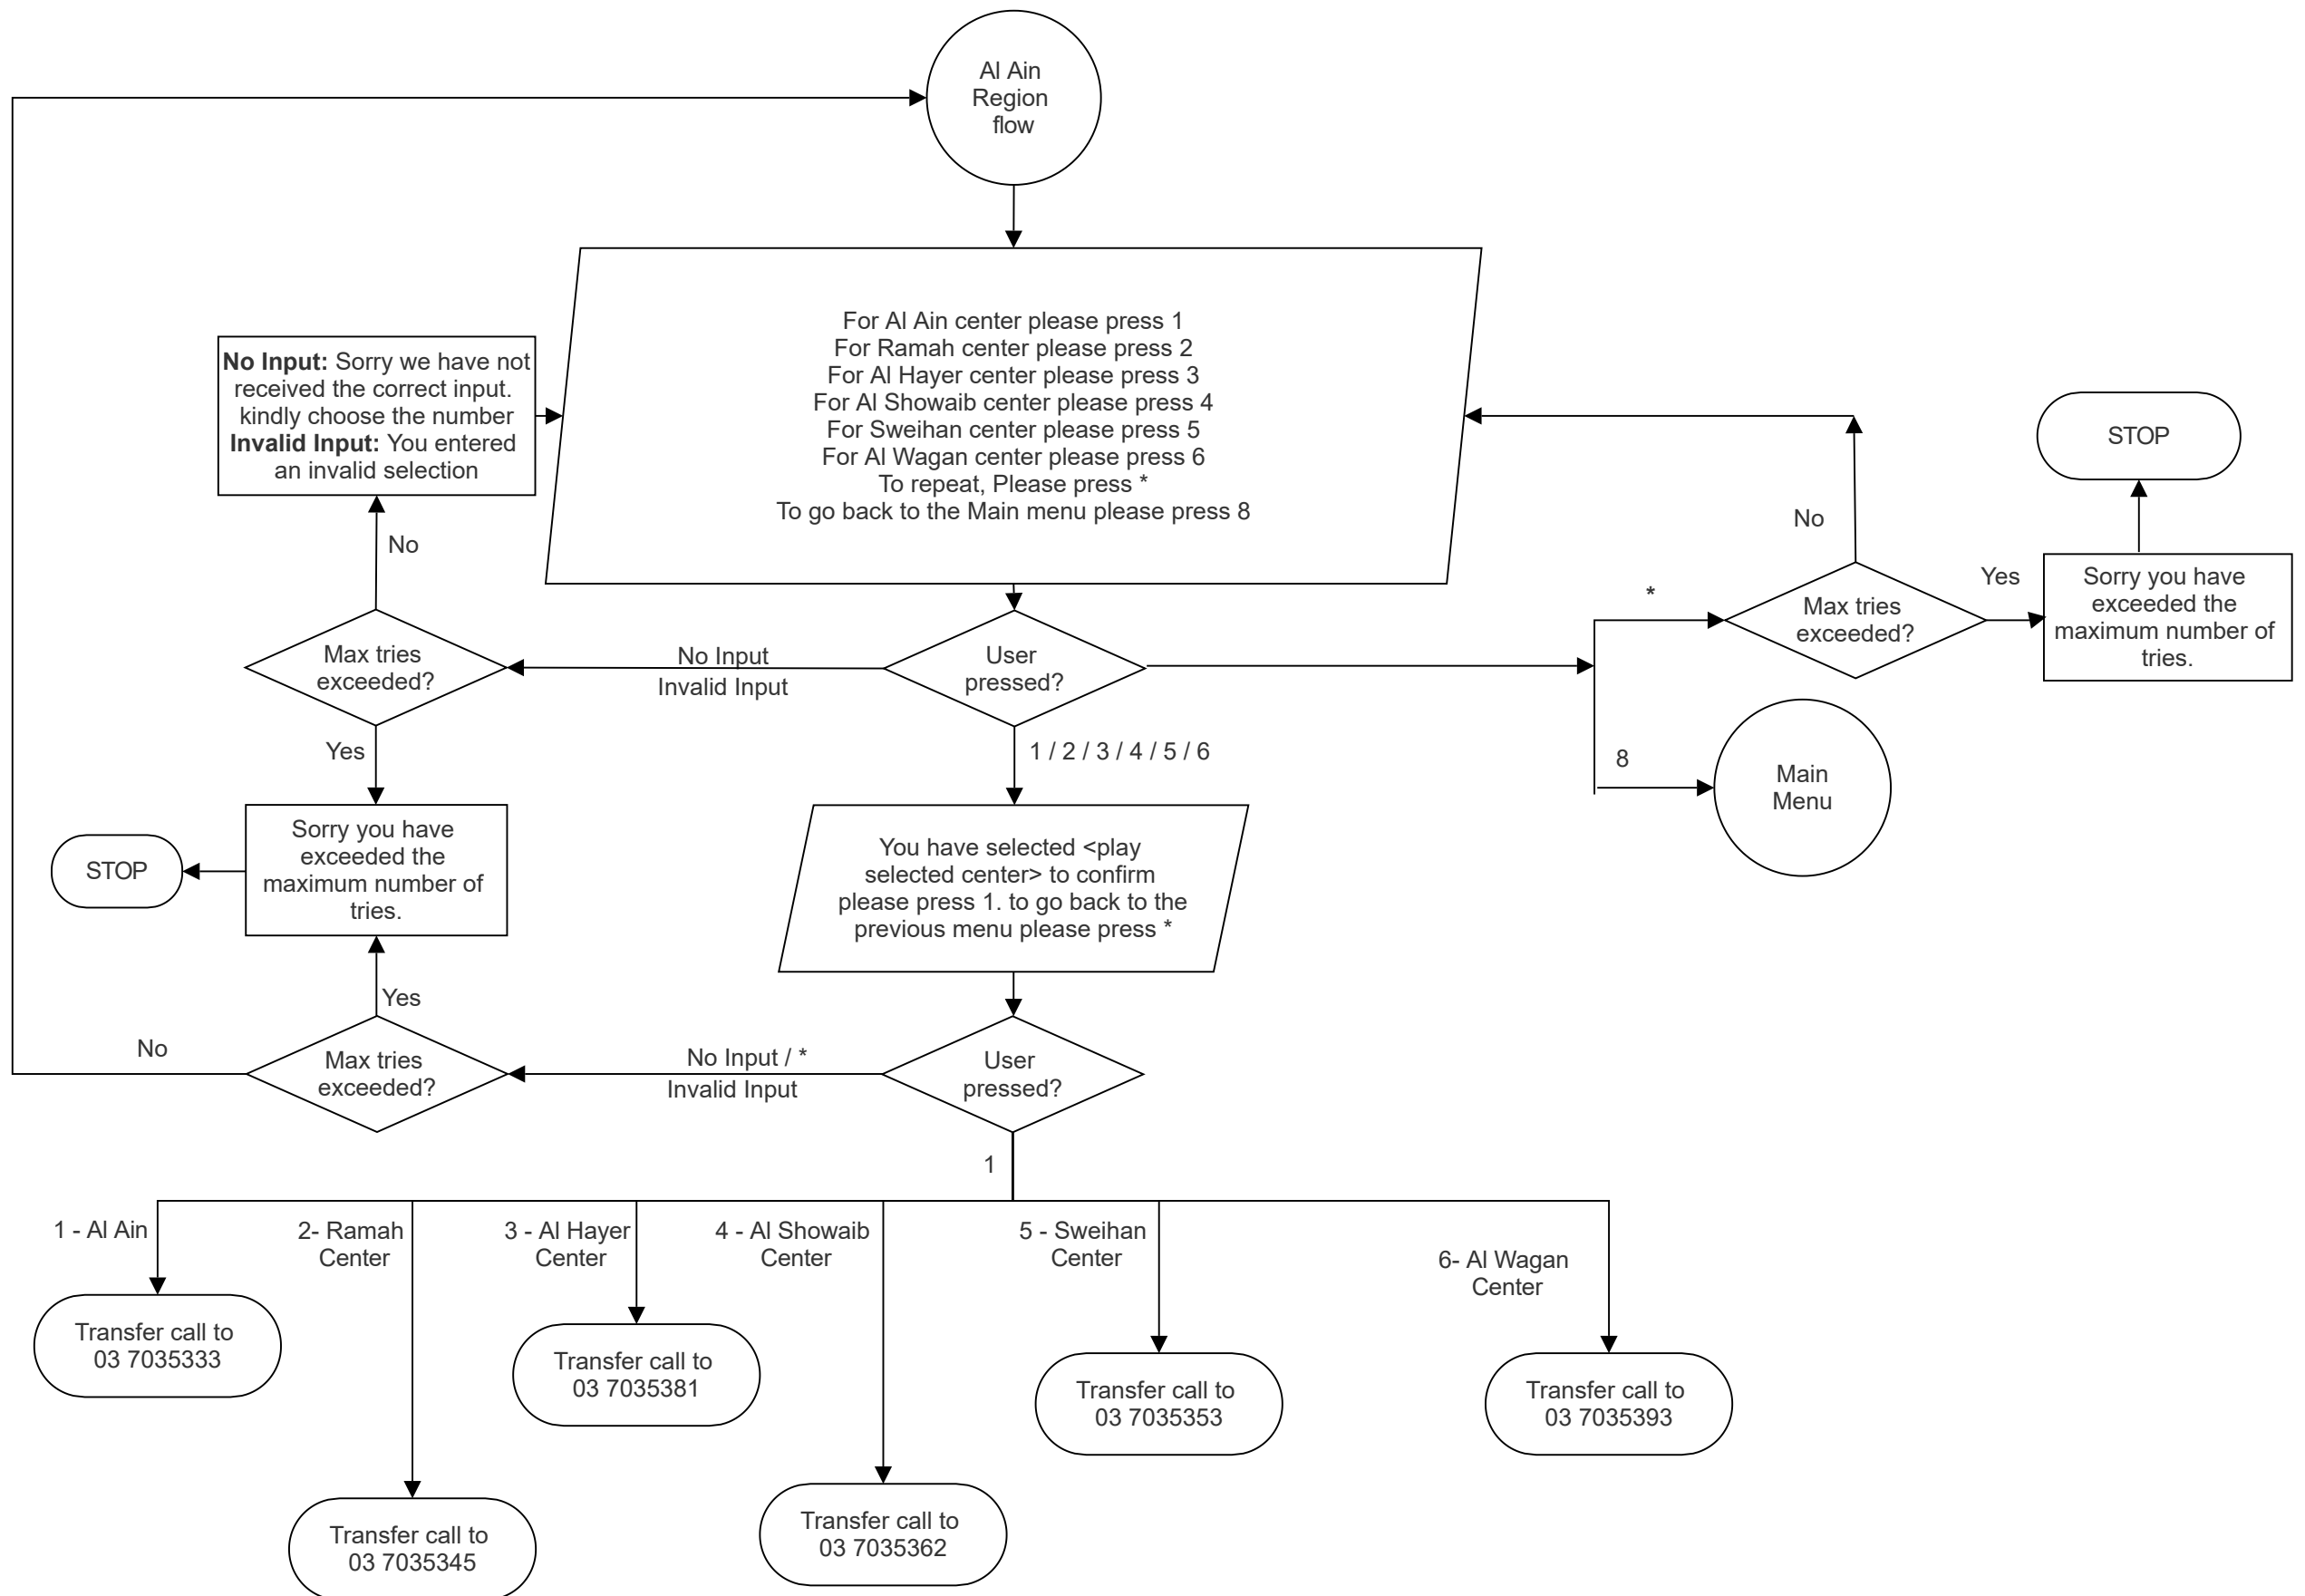 Al Ain
Region
flow
For Al Ain center please press 1
For Ramah center please press 2
For Al Hayer center please press 3
For Al Showaib center please press 4
For Sweihan center please press 5
For Al Wagan center please press 6
To repeat, Please press *
To go back to the Main menu please press 8
No Input: Sorry we have not
received the correct input.
kindly choose the number
Invalid Input: You entered
an invalid selection
STOP
No
No
Yes
*
Sorry you have
exceeded the
maximum number of
tries.
Max tries
exceeded?
Max tries
exceeded?
No Input
Invalid Input
User
pressed?
Yes
1 / 2 / 3 / 4 / 5 / 6
8
Main
Menu
STOP
Sorry you have
exceeded the
maximum number of
tries.
You have selected <play
selected center> to confirm
please press 1. to go back to the
previous menu please press *
Yes
No
Max tries
exceeded?
No Input / *
Invalid Input
User
pressed?
1
1 - Al Ain
2- Ramah
Center
3 - Al Hayer
Center
4 - Al Showaib
Center
5 - Sweihan
Center
6- Al Wagan
Center
Transfer call to
03 7035333
Transfer call to
03 7035381
Transfer call to
03 7035353
Transfer call to
03 7035393
Transfer call to
03 7035345
Transfer call to
03 7035362